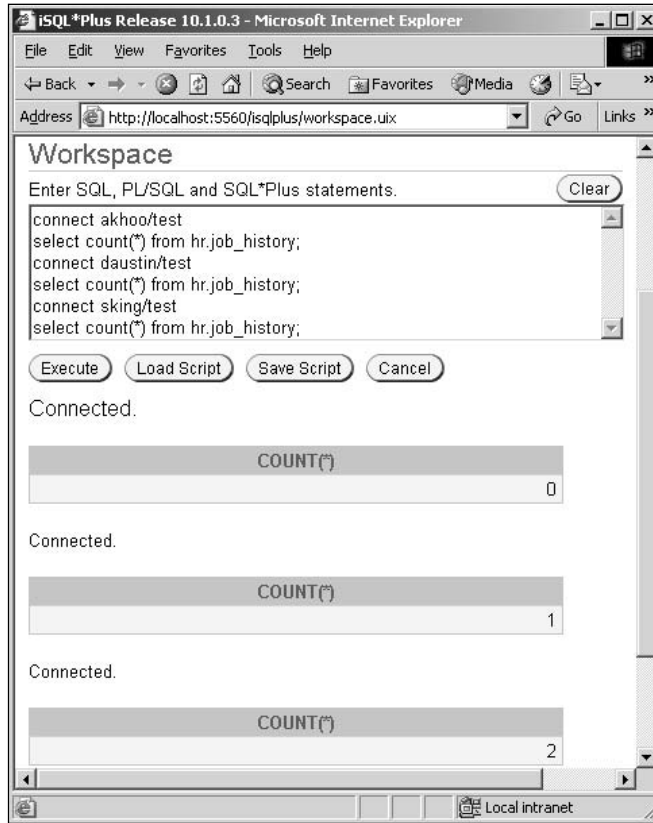 iSQL*Plus Release 10.1.0.3 - Microsoft Internet Explorer
File Edit View Favorites Tools Help
Back Search Favorites Media »
Address http://localhost:5560/isqlplus/workspace.uix Go Links »
Workspace
Enter SQL, PL/SQL and SQL*Plus statements. Clear
connect akhoo/test
select count(*) from hr.job_history;
connect daustin/test
select count(*) from hr.job_history;
connect sking/test
select count(*) from hr.job_history;
Execute Load Script Save Script Cancel
Connected.
COUNT(*)
0
Connected.
COUNT(*)
1
Connected.
COUNT(*)
2
Local intranet